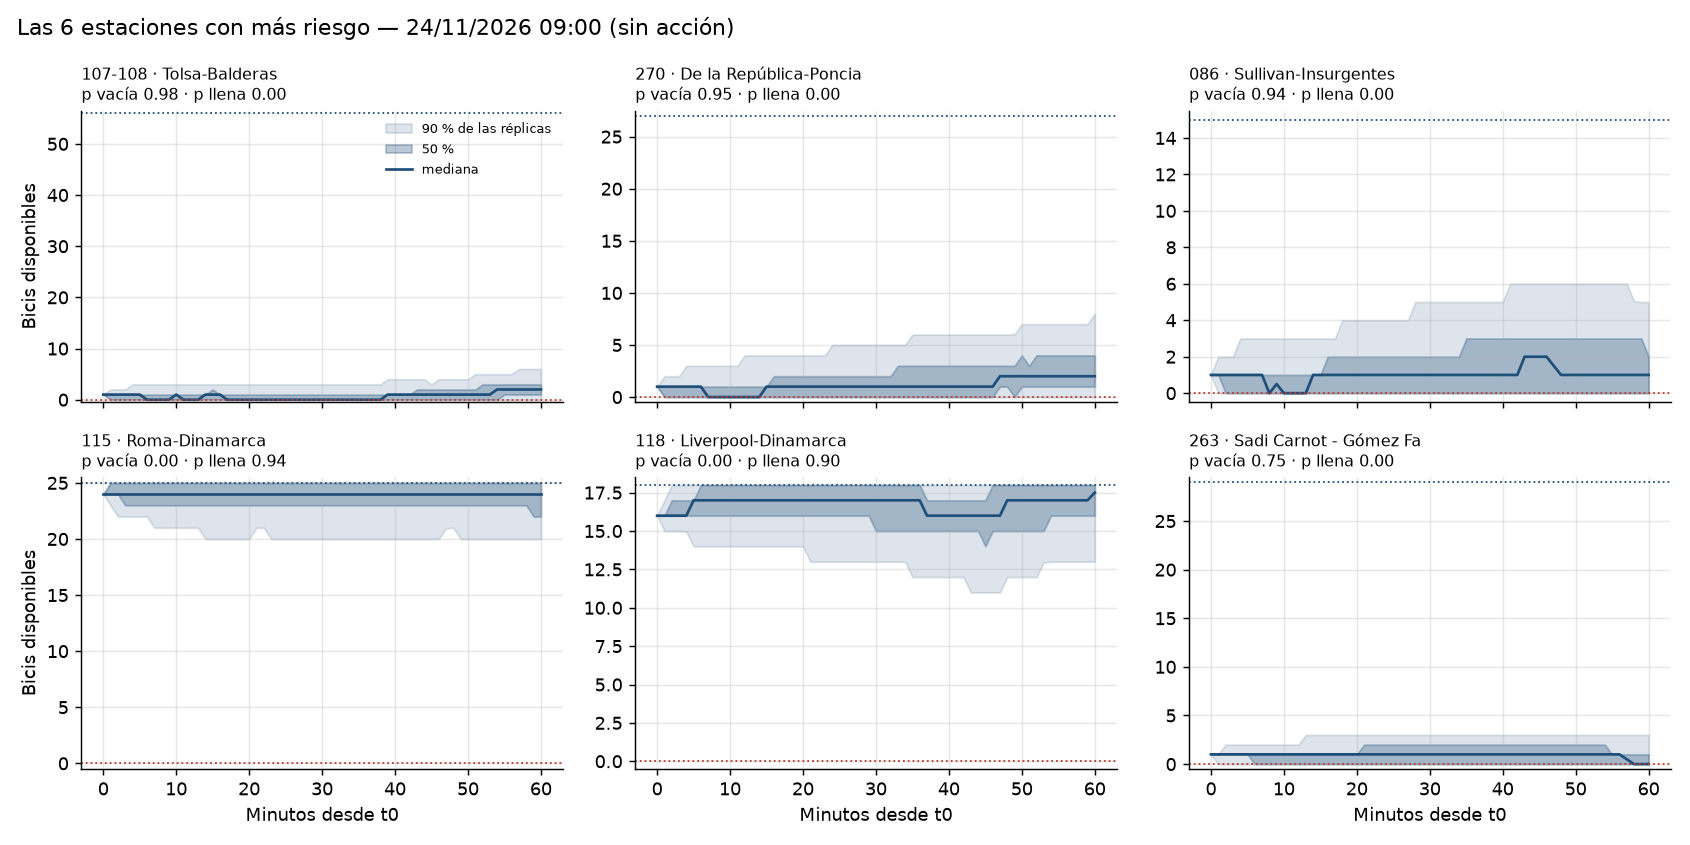 Las 6 estaciones con más riesgo — 24/11/2026 09:00 (sin acción)
107-108 · Tolsa-Balderas
p vacía 0.98 · p llena 0.00
90 % de las réplicas
50 %
mediana
Bicis disponibles
50
40
30
20
10
0
270 · De la República-Poncia
p vacía 0.95 · p llena 0.00
25
20
15
10
5
0
086 · Sullivan-Insurgentes
p vacía 0.94 · p llena 0.00
14
12
10
8
6
4
2
0
115 · Roma-Dinamarca
p vacía 0.00 · p llena 0.94
Bicis disponibles
25
20
15
10
5
0
0 10 20 30 40 50 60
Minutos desde t0
118 · Liverpool-Dinamarca
p vacía 0.00 · p llena 0.90
17.5
15.0
12.5
10.0
7.5
5.0
2.5
0.0
0 10 20 30 40 50 60
Minutos desde t0
263 · Sadi Carnot - Gómez Fa
p vacía 0.75 · p llena 0.00
25
20
15
10
5
0
0 10 20 30 40 50 60
Minutos desde t0